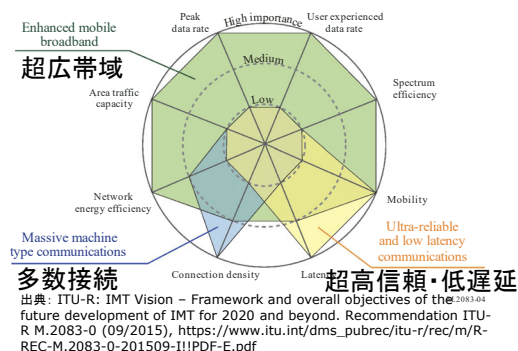 Peak
data rate
High importance
User experienced
data rate
Enhanced mobile
broadband
超広帯域
Medium
Area traffic
capacity
Spectrum
efficiency
Low
Network
energy efficiency
Mobility
Massive machine
type communications
多数接続
Ultra-reliable
and low latency
communications
超高信頼・低遅延
Connection density
Latency
M.2083-04
出典: ITU-R: IMT Vision – Framework and overall objectives of the
future development of IMT for 2020 and beyond. Recommendation ITU-
R M.2083-0 (09/2015), https://www.itu.int/dms_pubrec/itu-r/rec/m/R-
REC-M.2083-0-201509-I!!PDF-E.pdf